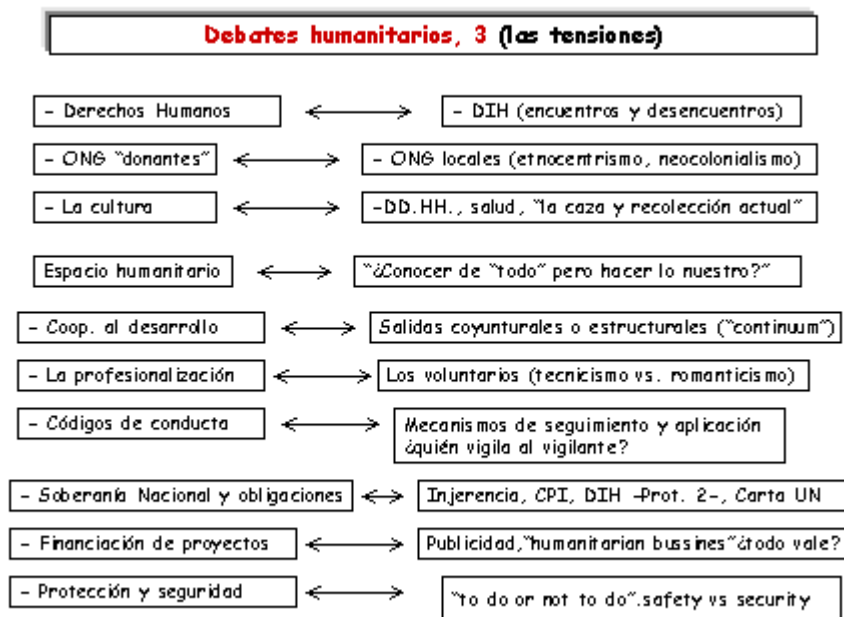 Debates humanitarios, 3 (las tensiones)
- Derechos Humanos
- DIH (encuentros y desencuentros)
- ONG "donantes"
- ONG locales (etnocentrismo, neocolonialismo)
- La cultura
-DD.HH., salud, "la caza y recolección actual"
Espacio humanitario
"¿Conocer de "todo" pero hacer lo nuestro?"
- Coop. al desarrollo
Salidas coyunturales o estructurales ("continuum")
- La profesionalización
Los voluntarios (tecnicismo vs. romanticismo)
- Códigos de conducta
Mecanismos de seguimiento y aplicación
¿quién vigila al vigilante?
- Soberanía Nacional y obligaciones
Injerencia, CPI, DIH -Prot. 2-, Carta UN
- Financiación de proyectos
Publicidad,"humanitarian bussines"¿todo vale?
- Protección y seguridad
"to do or not to do".safety vs security